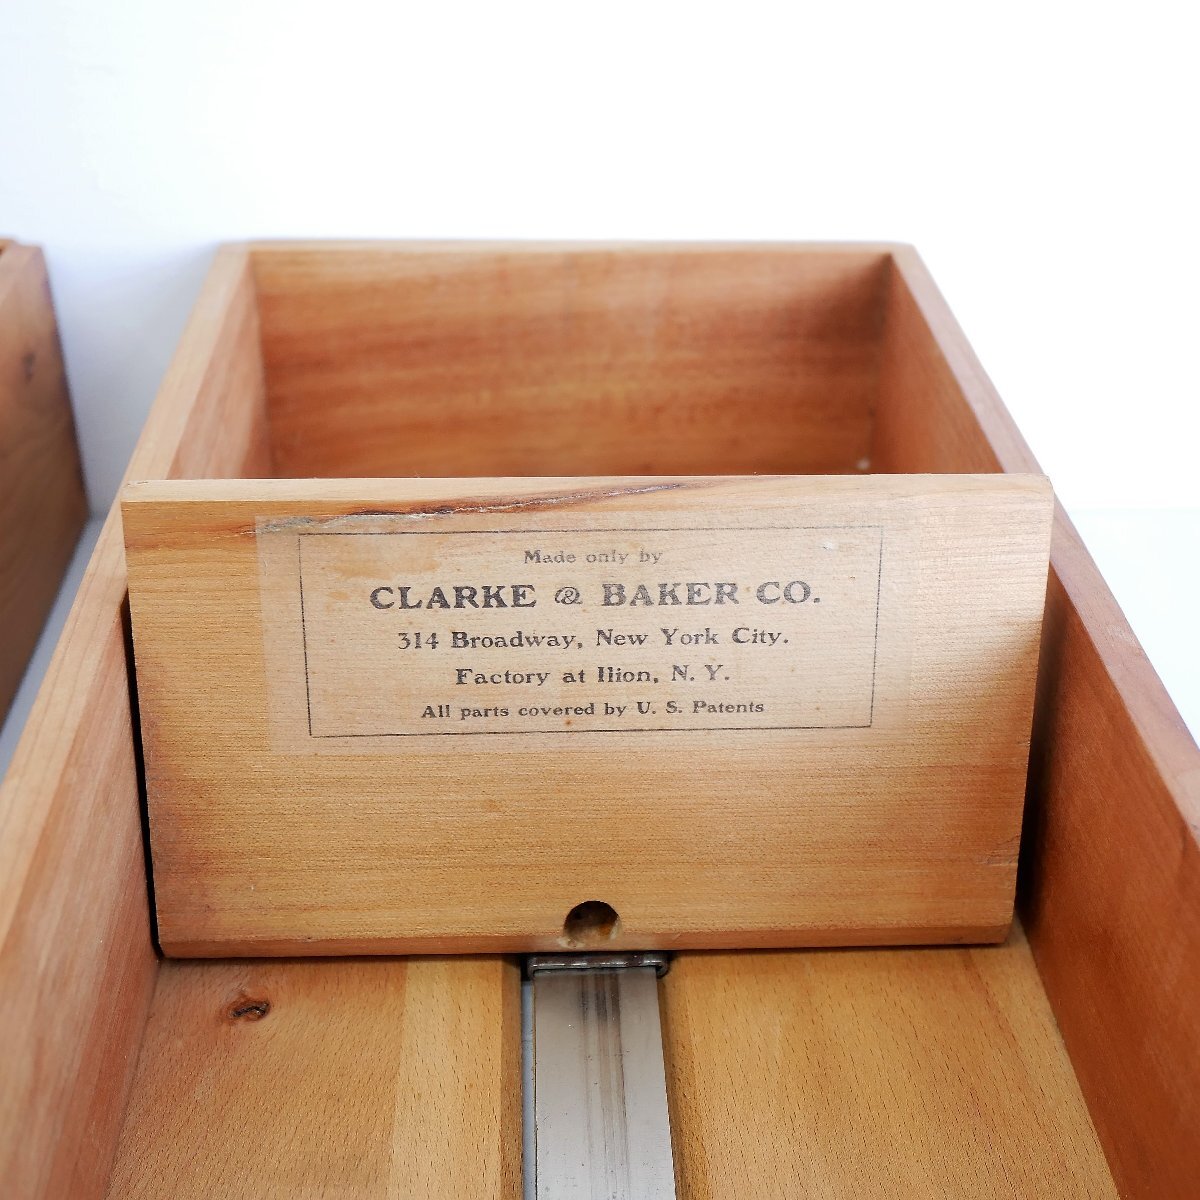 Made only by
CLARKE & BAKER CO.
314 Broadway, New York City.
Factory at Ilion, N. Y.
All parts covered by U. S. Patents